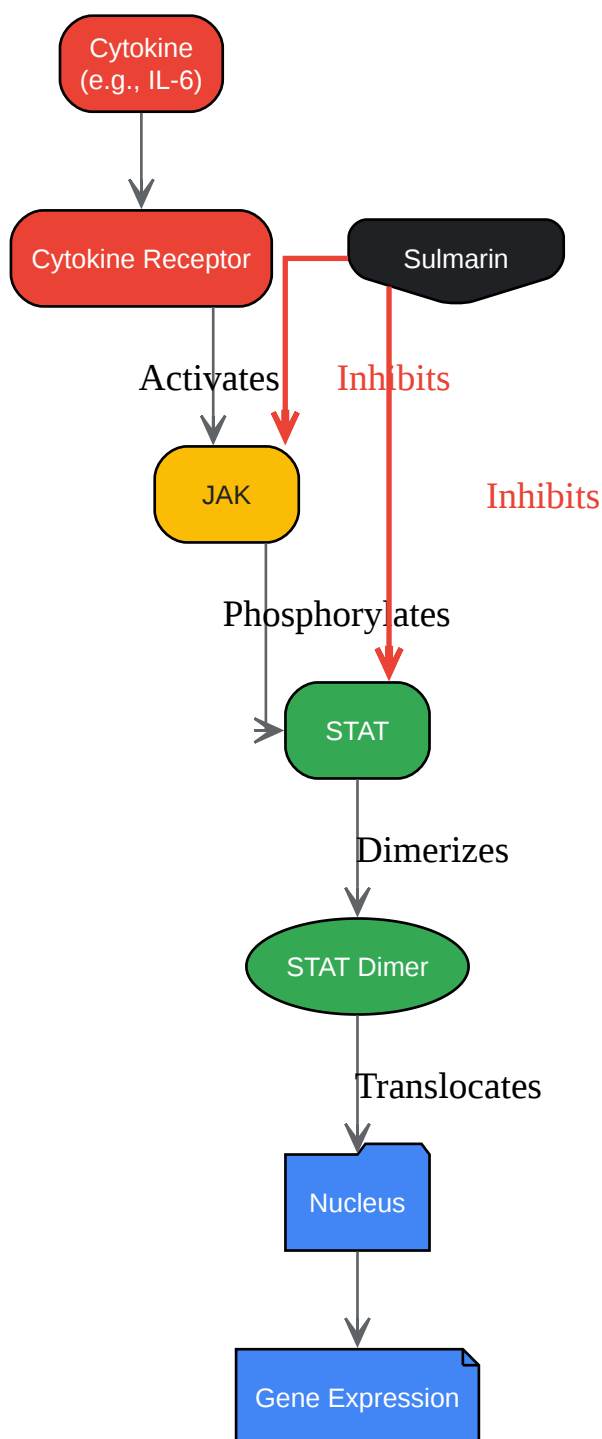 Cytokine
(e.g., IL-6)
Cytokine Receptor
Sulmarin
Activates
Inhibits
JAK
Inhibits
Phosphorylates
STAT
Dimerizes
STAT Dimer
Translocates
Nucleus
Gene Expression